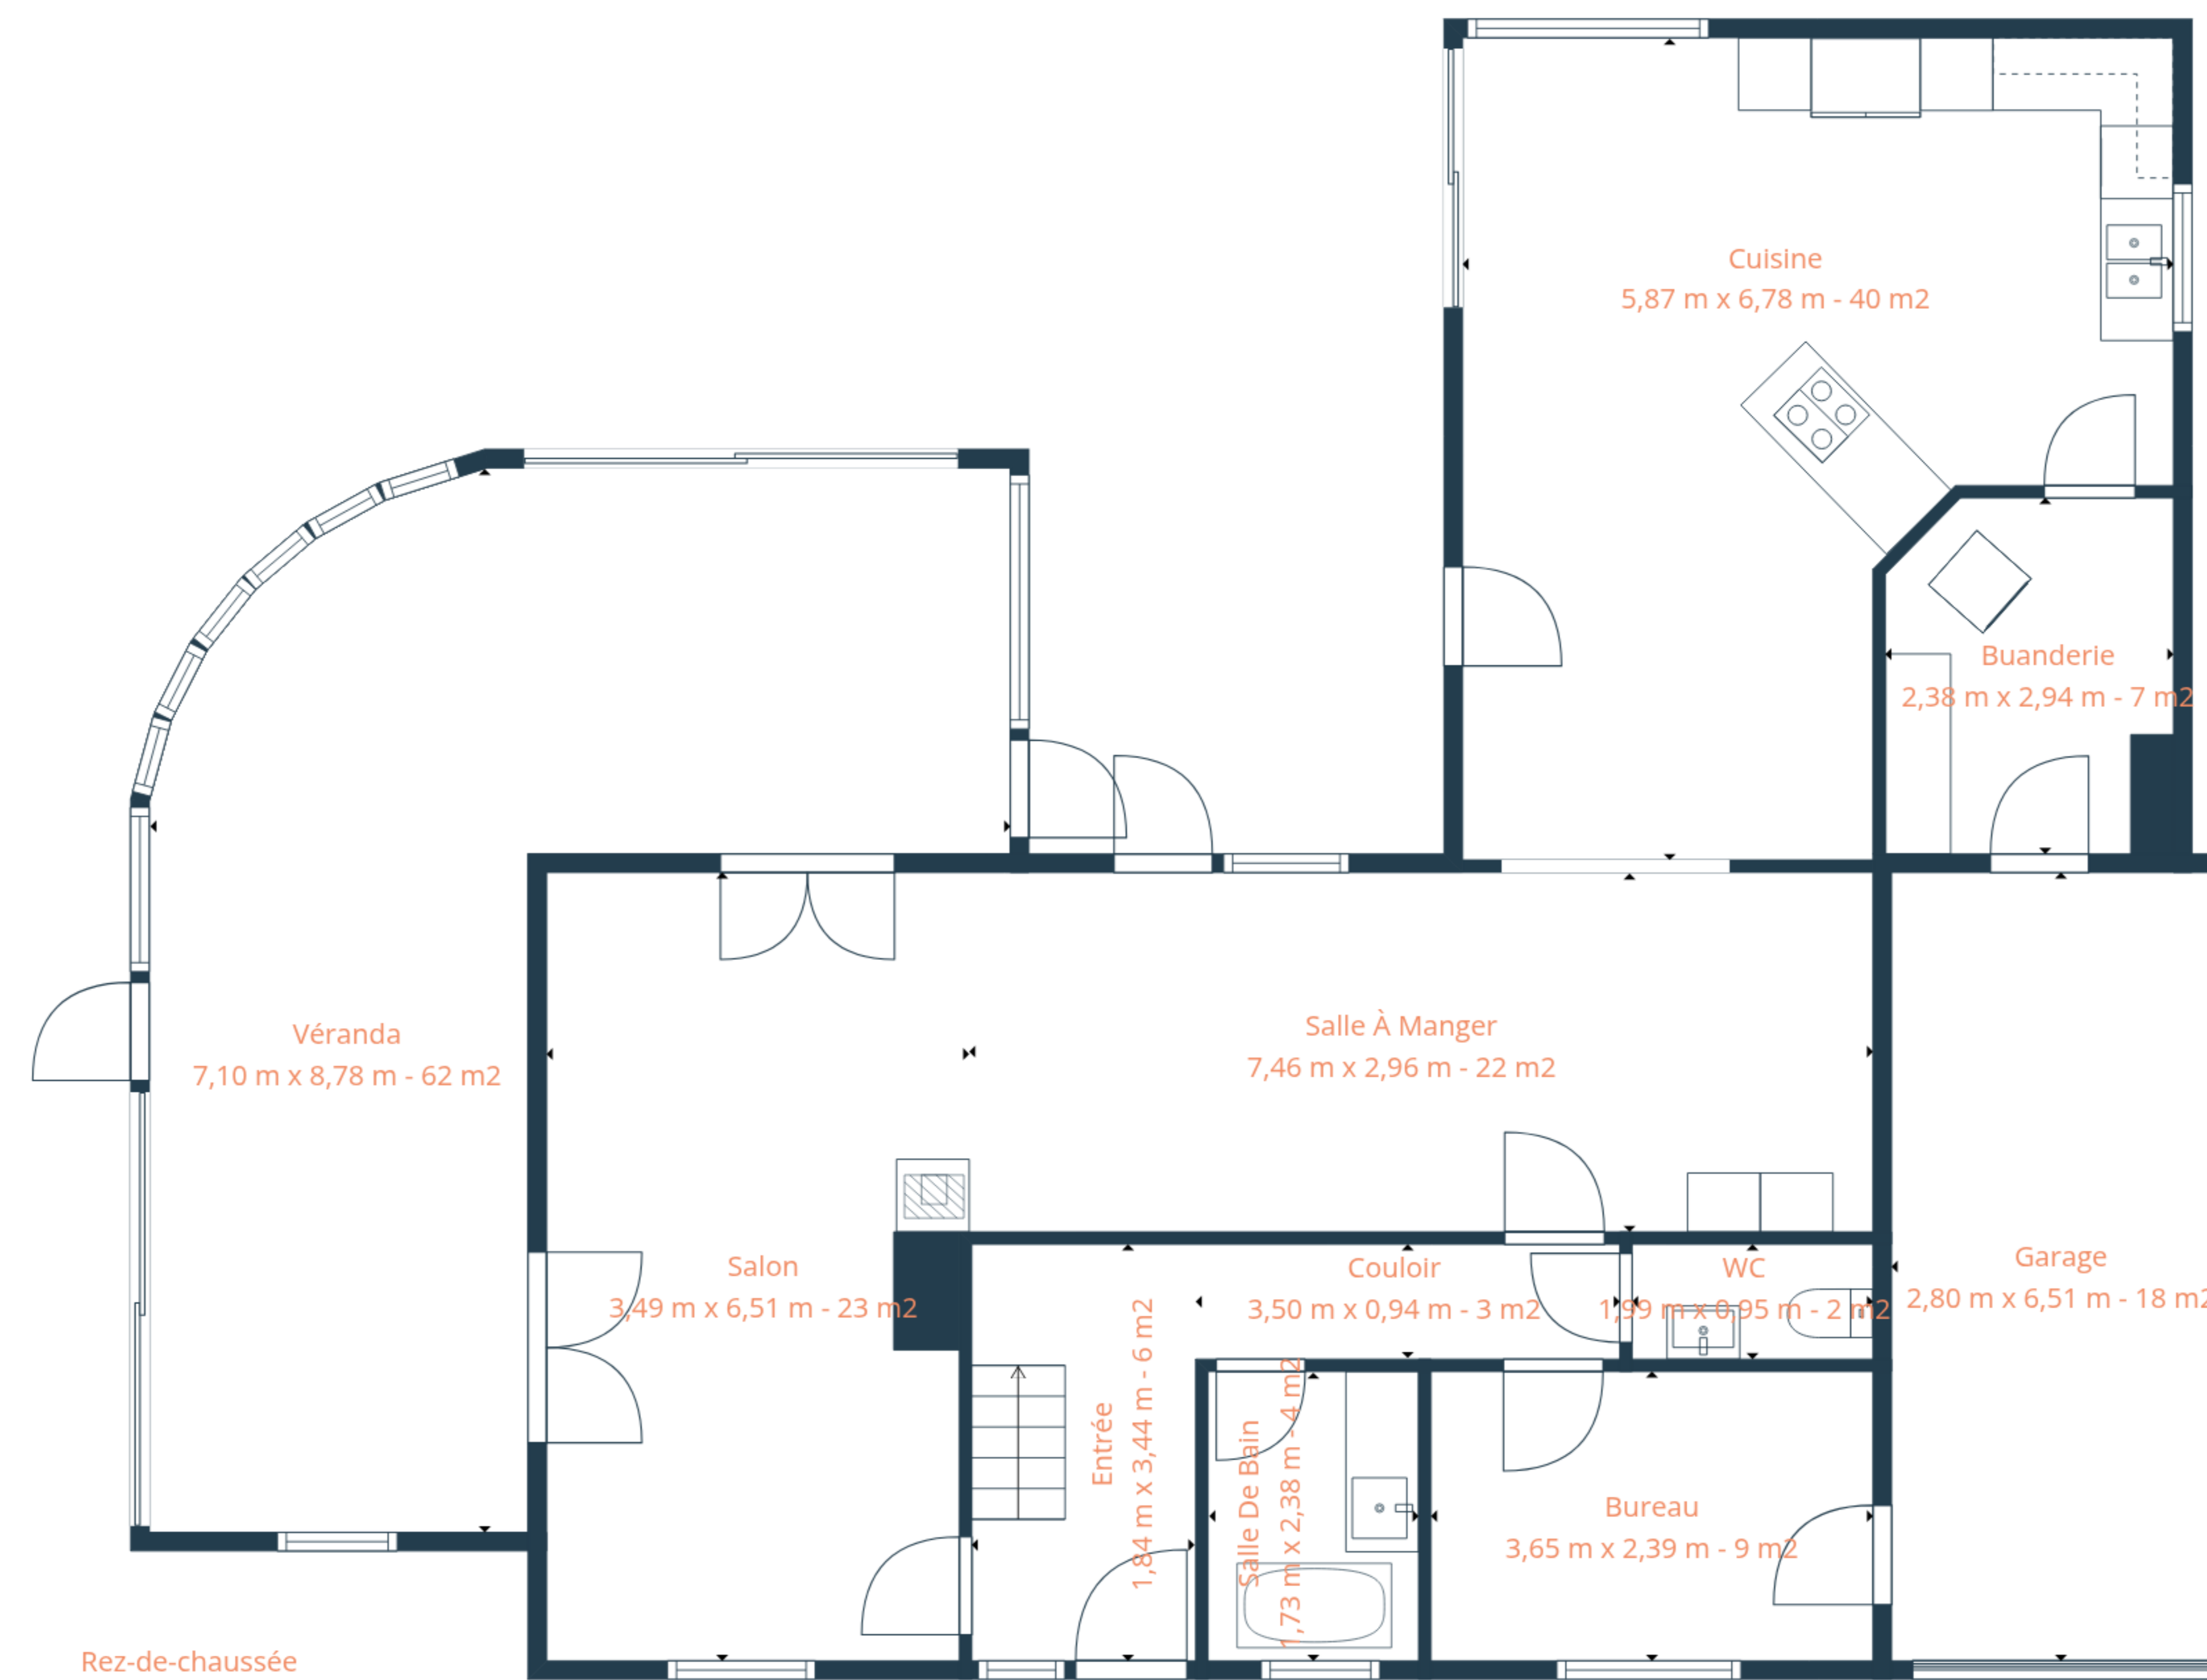 Cuisine
5,87 m x 6,78 m - 40 m2
Buanderie
2,38 m x 2,94 m - 7 m2
Véranda
7,10 m x 8,78 m - 62 m2
Salle À Manger
7,46 m x 2,96 m - 22 m2
Salon
3,49 m x 6,51 m - 23 m2
Couloir
3,50 m x 0,94 m - 3 m2
WC
1,99 m x 0,95 m - 2 m2
Garage
2,80 m x 6,51 m - 18 m2
Entrée
1,84 m x 3,44 m - 6 m2
Salle De Bain
1,73 m x 2,38 m - 4 m2
Bureau
3,65 m x 2,39 m - 9 m2
Rez-de-chaussée